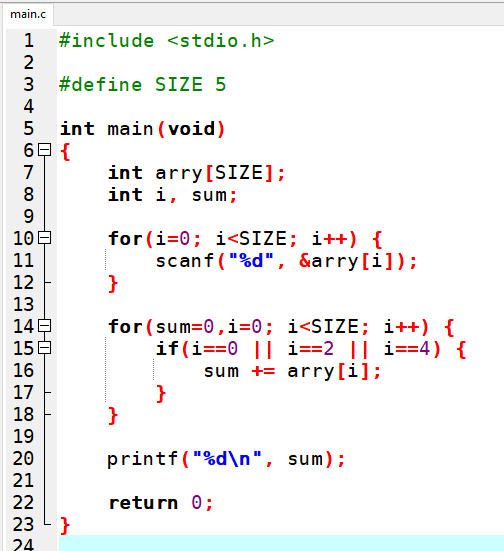 main.c
1 #include <stdio.h>
2
3 #define SIZE 5
4
5 int main(void)
6 {
7     int arry[SIZE];
8     int i, sum;
9
10     for(i=0; i<SIZE; i++) {
11         scanf("%d", &arry[i]);
12     }
13
14     for(sum=0,i=0; i<SIZE; i++) {
15         if(i==0 || i==2 || i==4) {
16             sum += arry[i];
17         }
18     }
19
20     printf("%d\n", sum);
21
22     return 0;
23 }
24